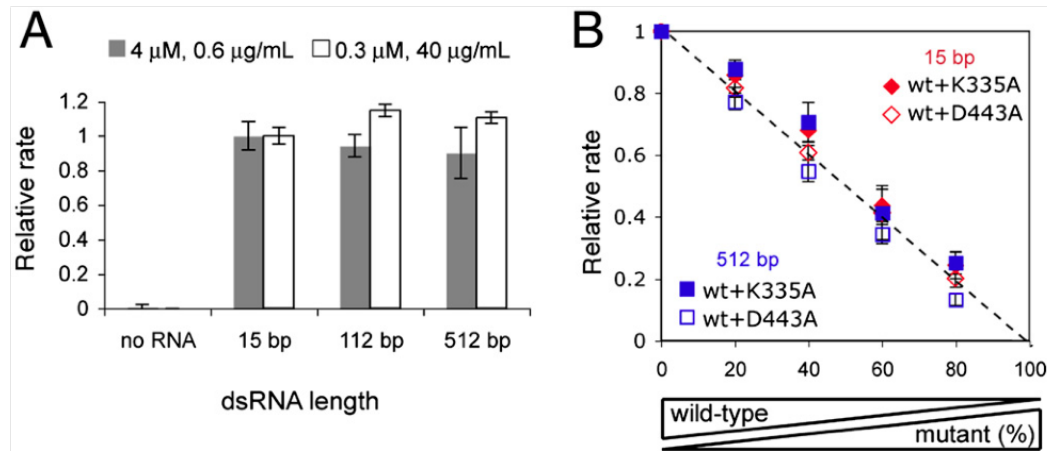 A
4 μM, 0.6 μg/mL
0.3 μM, 40 μg/mL
Relative rate
1.2
1
0.8
0.6
0.4
0.2
0
no RNA
15 bp
112 bp
512 bp
dsRNA length
B
Relative rate
1
0.8
0.6
0.4
0.2
0
15 bp
wt+K335A
wt+D443A
512 bp
wt+K335A
wt+D443A
0
20
40
60
80
100
wild-type
mutant (%)